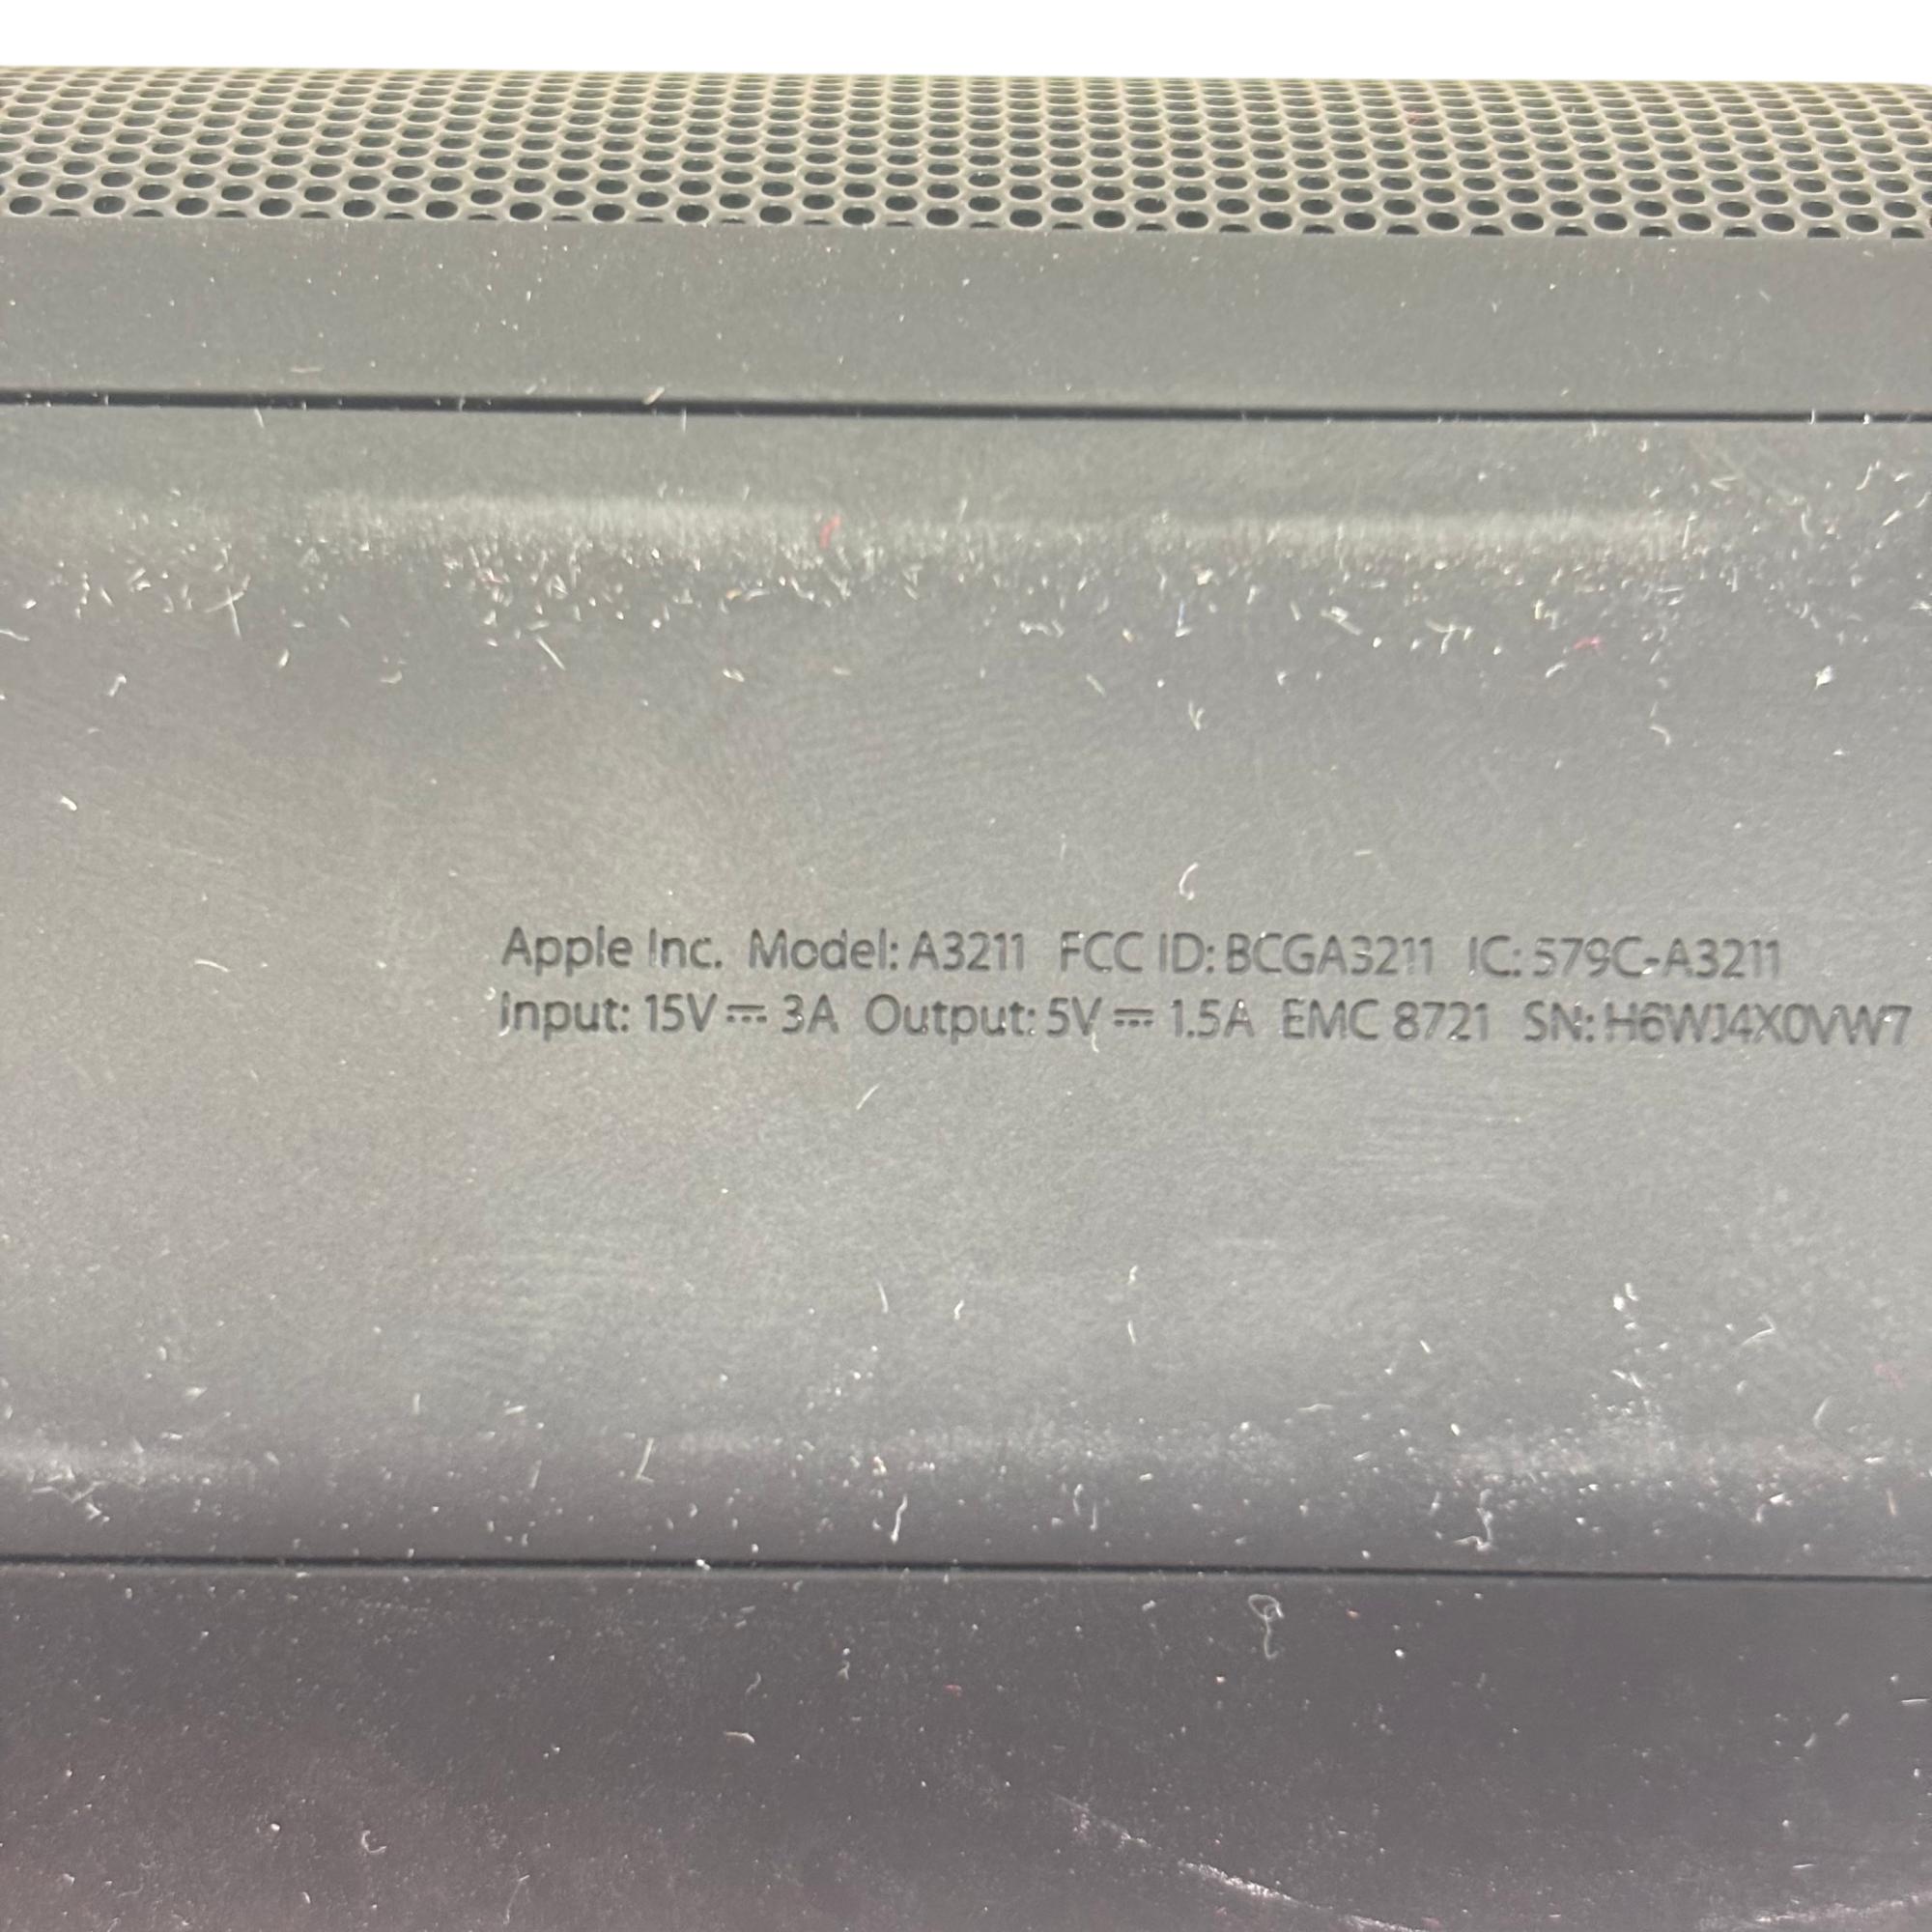 Apple Inc. Model: A3211 FCC ID: BCGA3211 IC: 579C-A3211
Input: 15V ⎓ 3A Output: 5V ⎓ 1.5A EMC 8721 SN: H6WJ4X0VW7